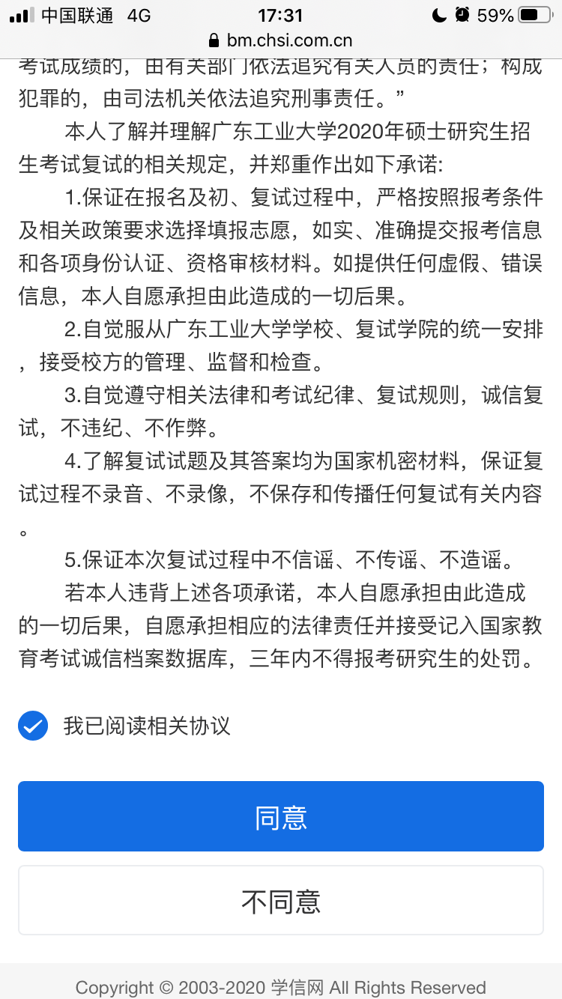 中国联通 4G 17:31 59%
bm.chsi.com.cn
考试成绩的，由有关部门依法追究有关人员的责任；构成
犯罪的，由司法机关依法追究刑事责任。”
本人了解并理解广东工业大学2020年硕士研究生招
生考试复试的相关规定，并郑重作出如下承诺:
1.保证在报名及初、复试过程中，严格按照报考条件
及相关政策要求选择填报志愿，如实、准确提交报考信息
和各项身份认证、资格审核材料。如提供任何虚假、错误
信息，本人自愿承担由此造成的一切后果。
2.自觉服从广东工业大学学校、复试学院的统一安排
，接受校方的管理、监督和检查。
3.自觉遵守相关法律和考试纪律、复试规则，诚信复
试，不违纪、不作弊。
4.了解复试试题及其答案均为国家机密材料，保证复
试过程不录音、不录像，不保存和传播任何复试有关内容
。
5.保证本次复试过程中不信谣、不传谣、不造谣。
若本人违背上述各项承诺，本人自愿承担由此造成
的一切后果，自愿承担相应的法律责任并接受记入国家教
育考试诚信档案数据库，三年内不得报考研究生的处罚。
我已阅读相关协议
同意
不同意
Copyright © 2003-2020 学信网 All Rights Reserved